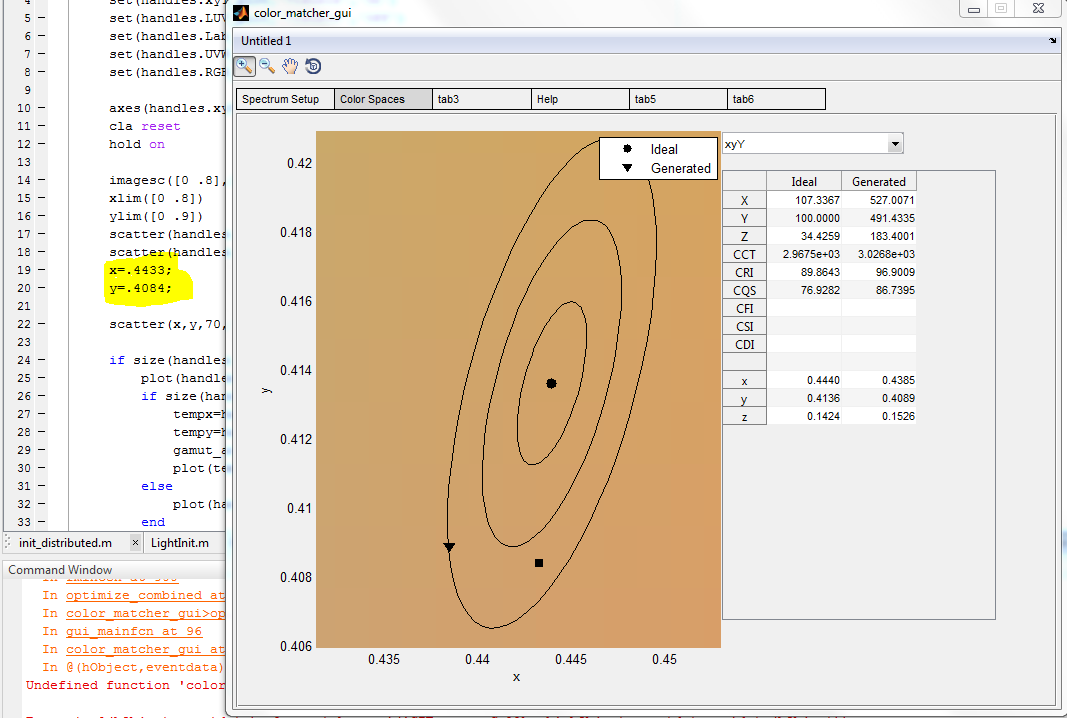 4 – set(handles.xy
5 – set(handles.LUV
6 – set(handles.Lab
7 – set(handles.UVW
8 – set(handles.RGB
9
10 – axes(handles.xy
11 – cla reset
12 – hold on
13
14 – imagesc([0 .8],
15 – xlim([0 .8])
16 – ylim([0 .9])
17 – scatter(handles
18 – scatter(handles
19 – x=.4433;
20 – y=.4084;
21
22 – scatter(x,y,70,
23
24 – if size(handles
25 – plot(handle
26 – if size(han
27 – tempx=h
28 – tempy=h
29 – gamut_a
30 – plot(te
31 – else
32 – plot(ha
33 – end
init_distributed.m × LightInit.m
Command Window
In optimize_combined at
In color_matcher_gui>op
In gui_mainfcn at 96
In color_matcher_gui at
In @(hObject,eventdata)
Undefined function 'color
color_matcher_gui
Untitled 1
Spectrum Setup Color Spaces tab3 Help tab5 tab6
Ideal
Generated
0.42
0.418
0.416
0.414
0.412
0.41
0.408
0.406
y
0.435 0.44 0.445 0.45
x
xyY
Ideal Generated
X 107.3367 527.0071
Y 100.0000 491.4335
Z 34.4259 183.4001
CCT 2.9675e+03 3.0268e+03
CRI 89.8643 96.9009
CQS 76.9282 86.7395
CFI
CSI
CDI
x 0.4440 0.4385
y 0.4136 0.4089
z 0.1424 0.1526